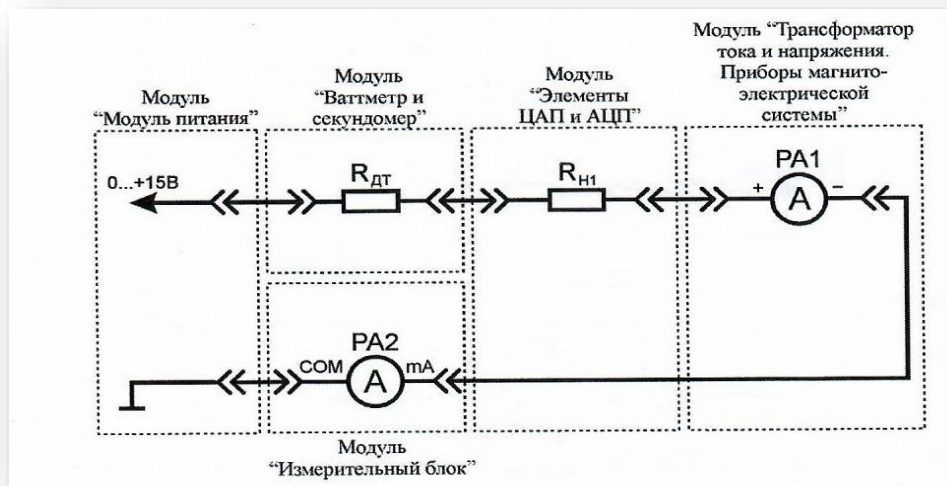 Модуль
“Модуль питания”
Модуль
“Ваттметр и
секундомер”
Модуль
“Элементы
ЦАП и АЦП”
Модуль “Трансформатор
тока и напряжения.
Приборы магнито-
электрической
системы”
0...+15В
RДТ
RН1
PA1
+ А −
PA2
COM А mA
Модуль
“Измерительный блок”